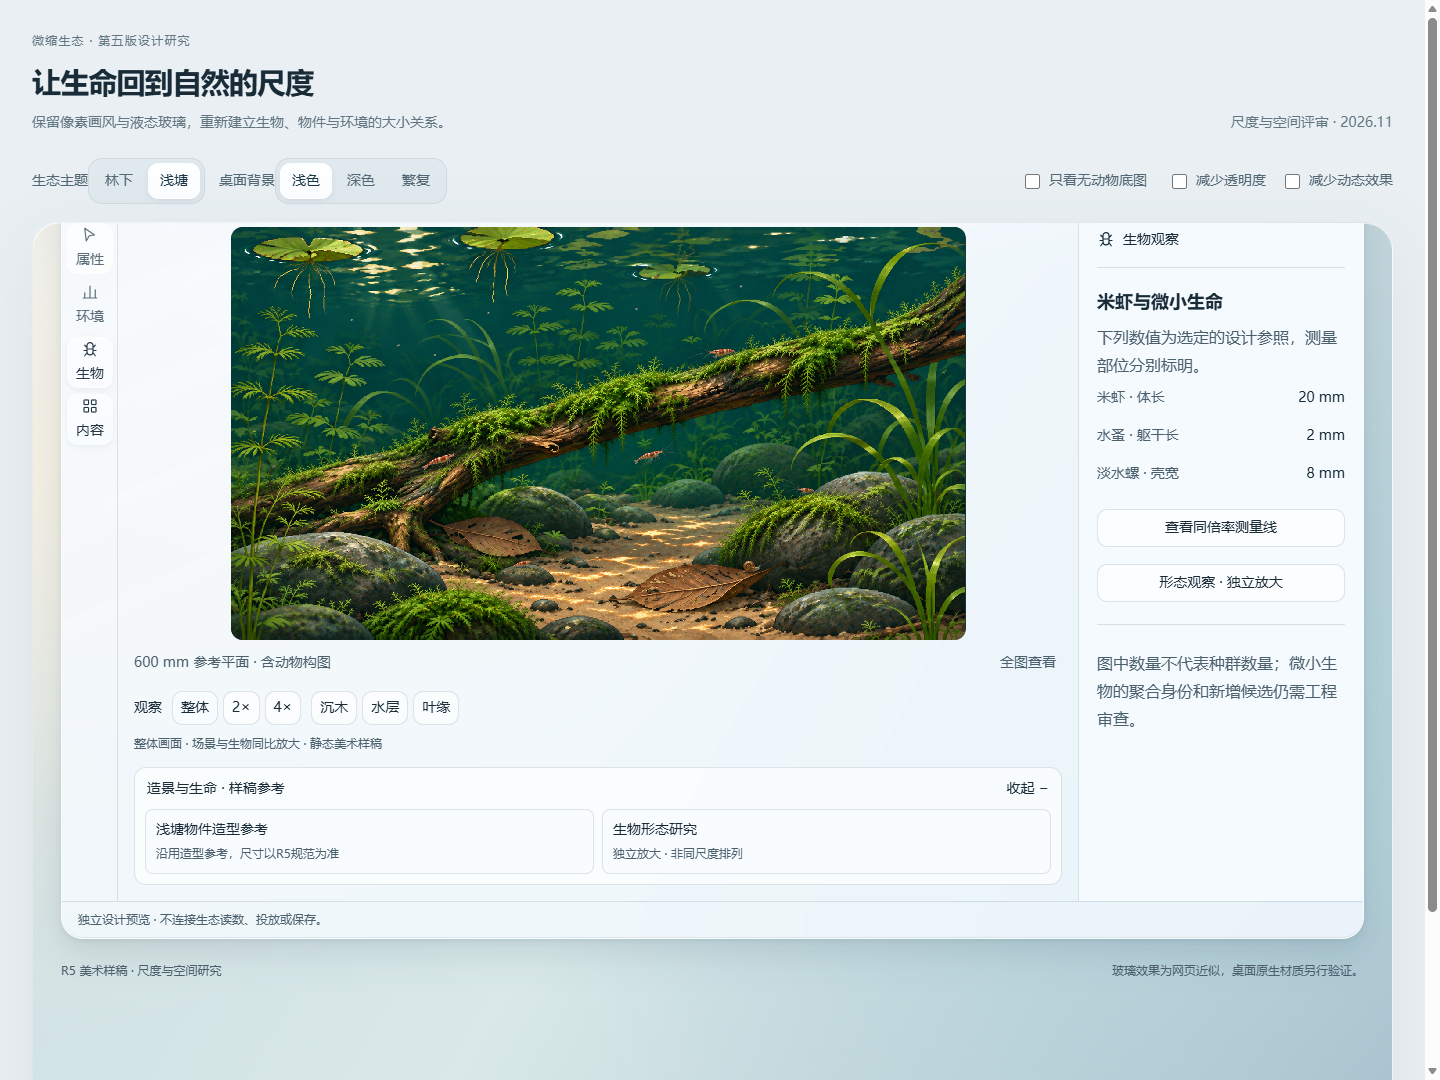 微缩生态 · 第五版设计研究
让生命回到自然的尺度
保留像素画风与液态玻璃，重新建立生物、物件与环境的大小关系。
尺度与空间评审 · 2026.11
生态主题 林下 浅塘 桌面背景 浅色 深色 繁复 只看无动物底图 减少透明度 减少动态效果
属性
环境
生物
内容
生物观察
米虾与微小生命
下列数值为选定的设计参照，测量
部位分别标明。
米虾 · 体长 20 mm
水蚤 · 躯干长 2 mm
淡水螺 · 壳宽 8 mm
查看同倍率测量线
形态观察 · 独立放大
图中数量不代表种群数量；微小生
物的聚合身份和新增候选仍需工程
审查。
600 mm 参考平面 · 含动物构图 全图查看
观察 整体 2× 4× 沉木 水层 叶缘
整体画面 · 场景与生物同比放大 · 静态美术样稿
造景与生命 · 样稿参考 收起 −
浅塘物件造型参考
沿用造型参考，尺寸以R5规范为准
生物形态研究
独立放大 · 非同尺度排列
独立设计预览 · 不连接生态读数、投放或保存。
R5 美术样稿 · 尺度与空间研究 玻璃效果为网页近似，桌面原生材质另行验证。